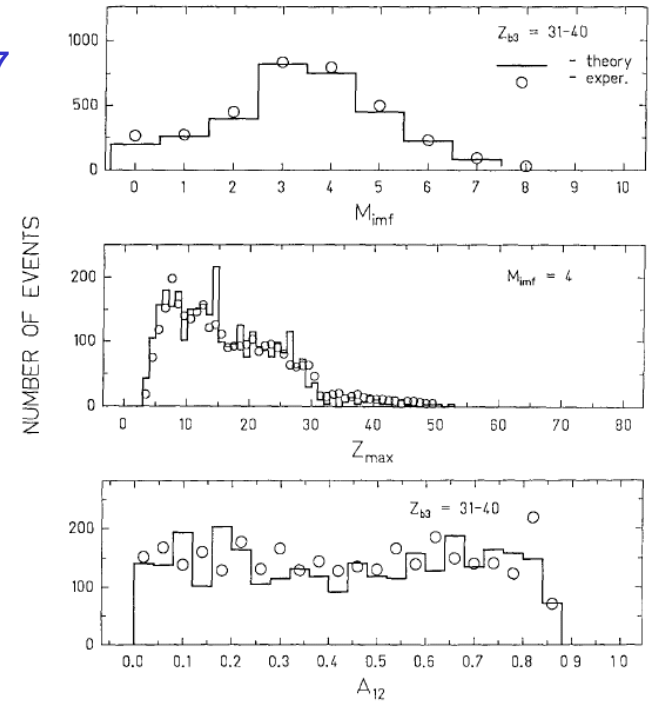 7
1000
500
0
Z_b3 = 31-40
- theory
- exper.
0 1 2 3 4 5 6 7 8 9 10
M_imf
NUMBER OF EVENTS
200
100
0
M_imf = 4
0 10 20 30 40 50 60 70 80
Z_max
200
100
0
Z_b3 = 31-40
0.0 0.1 0.2 0.3 0.4 0.5 0.6 0.7 0.8 0 9 1 0
A_12